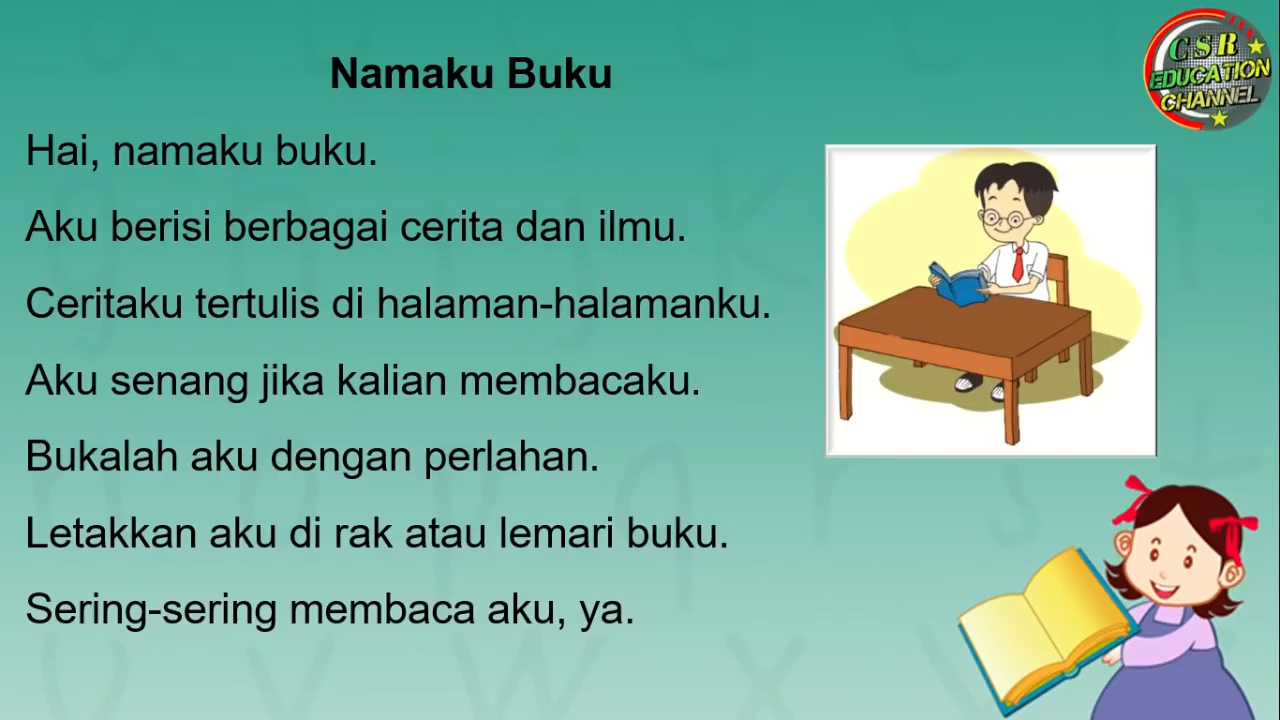 Namaku Buku
Hai, namaku buku.
Aku berisi berbagai cerita dan ilmu.
Ceritaku tertulis di halaman-halamanku.
Aku senang jika kalian membacaku.
Bukalah aku dengan perlahan.
Letakkan aku di rak atau lemari buku.
Sering-sering membaca aku, ya.
CSR
EDUCATION
CHANNEL